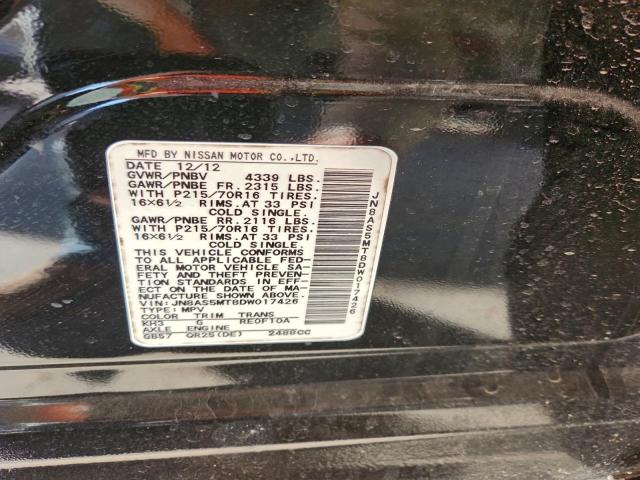 MFD BY NISSAN MOTOR CO.,LTD.
DATE 12/12
GVWR/PNBV 4339 LBS.
GAWR/PNBE FR. 2315 LBS.
WITH P215/70R16 TIRES.
16×6½ RIMS.AT 33 PSI
COLD SINGLE.
GAWR/PNBE RR. 2116 LBS.
WITH P215/70R16 TIRES.
16×6½ RIMS.AT 33 PSI
COLD SINGLE.
THIS VEHICLE CONFORMS
TO ALL APPLICABLE FED-
ERAL MOTOR VEHICLE SA-
FETY AND THEFT PREVEN-
TION STANDARDS IN EFF-
ECT ON THE DATE OF MA-
NUFACTURE SHOWN ABOVE.
VIN: JN8AS5MT8DW017426
TYPE: MPV
COLOR TRIM TRANS
KH3 G RE0F10A
AXLE ENGINE
GB57 QR25(DE) 2488CC
JN8AS5MT8DW017426